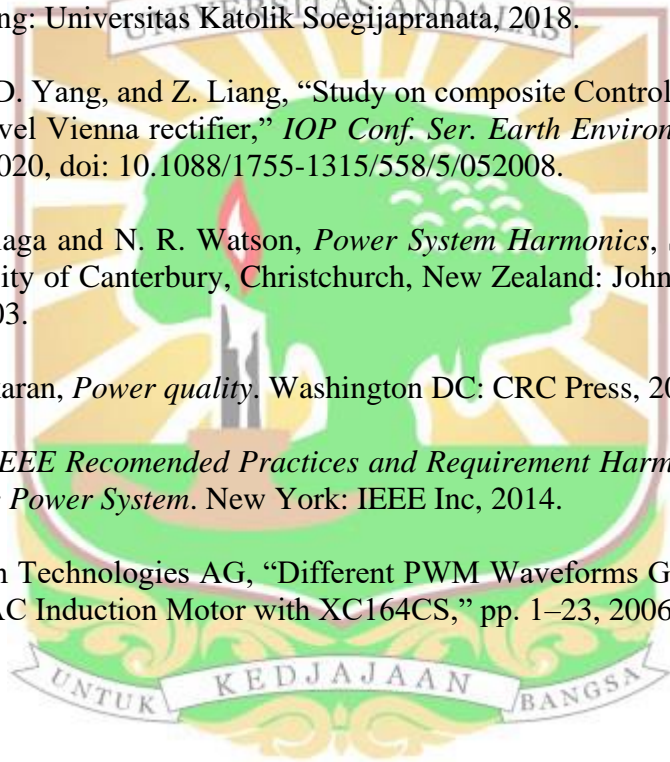 UNIVERSITAS ANDALAS
ng: Universitas Katolik Soegijapranata, 2018.
D. Yang, and Z. Liang, “Study on composite Control
vel Vienna rectifier,” IOP Conf. Ser. Earth Environ
020, doi: 10.1088/1755-1315/558/5/052008.
aga and N. R. Watson, Power System Harmonics,
ity of Canterbury, Christchurch, New Zealand: John
03.
karan, Power quality. Washington DC: CRC Press, 20
EEE Recomended Practices and Requirement Harm
Power System. New York: IEEE Inc, 2014.
n Technologies AG, “Different PWM Waveforms G
AC Induction Motor with XC164CS,” pp. 1–23, 2006
UNTUK KEDJAJAAN BANGSA